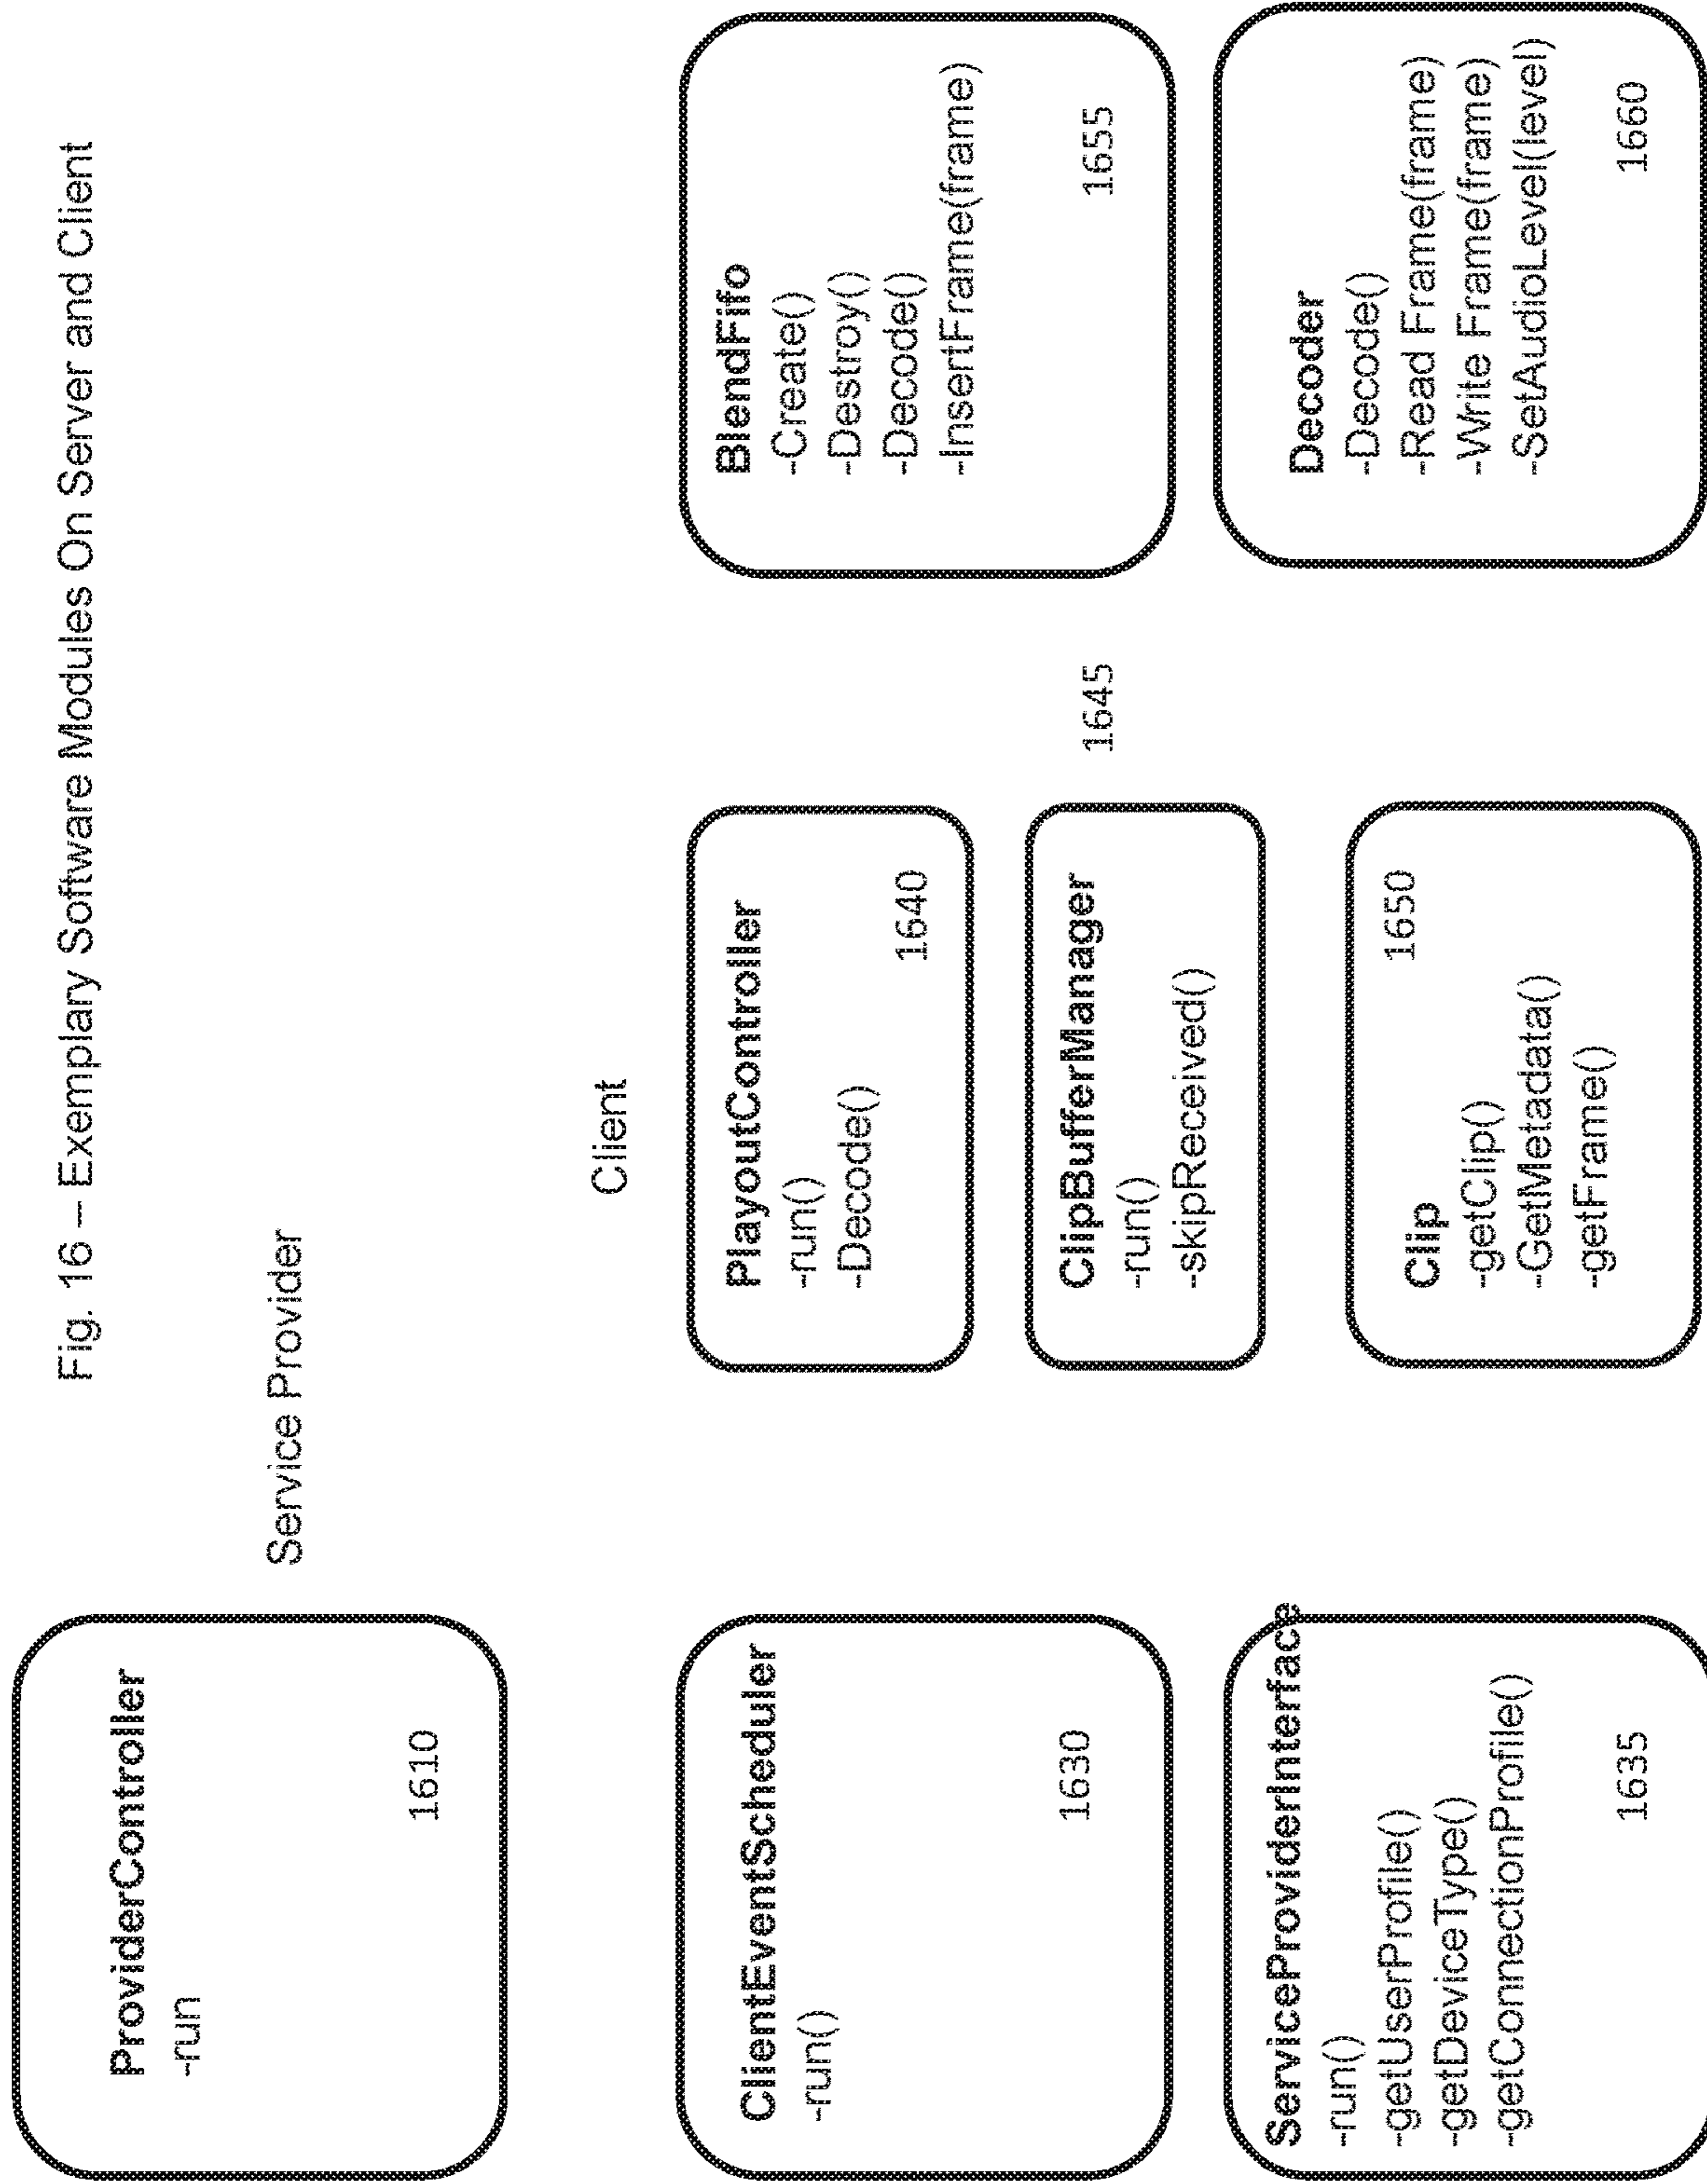 Fig. 16 – Exemplary Software Modules On Server and Client
Service Provider
ProviderController
-run
1610
Client
ClientEventScheduler
-run()
1630
ServiceProviderInterface
-run()
-getUserProfile()
-getDeviceType()
-getConnectionProfile()
1635
PlayoutController
-run()
-Decode()
1640
ClipBufferManager
-run()
-skipReceived()
1645
1650
Clip
-getClip()
-GetMetadata()
-getFrame()
BlendFifo
-Create()
-Destroy()
-Decode()
-InsertFrame(frame)
1655
Decoder
-Decode()
-Read Frame(frame)
-Write Frame(frame)
-SetAudioLevel(level)
1660